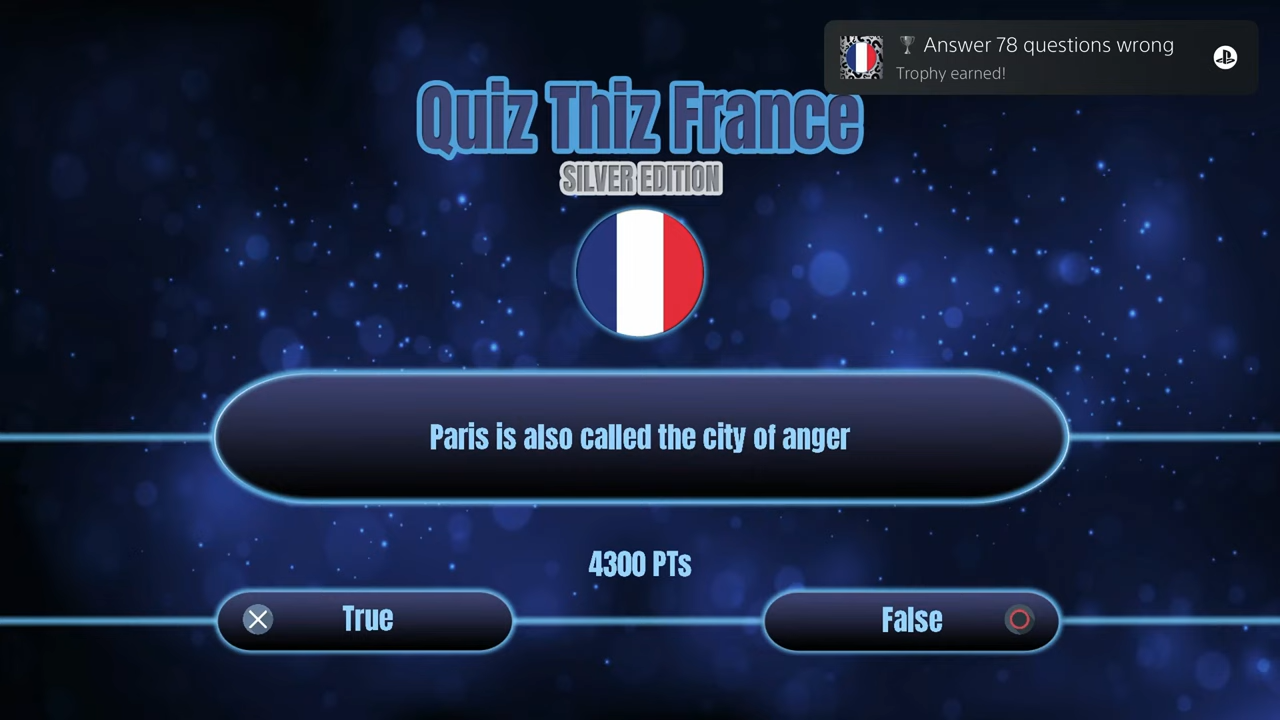 Answer 78 questions wrong
Trophy earned!
Quiz Thiz France
SILVER EDITION
Paris is also called the city of anger
4300 PTs
True
False